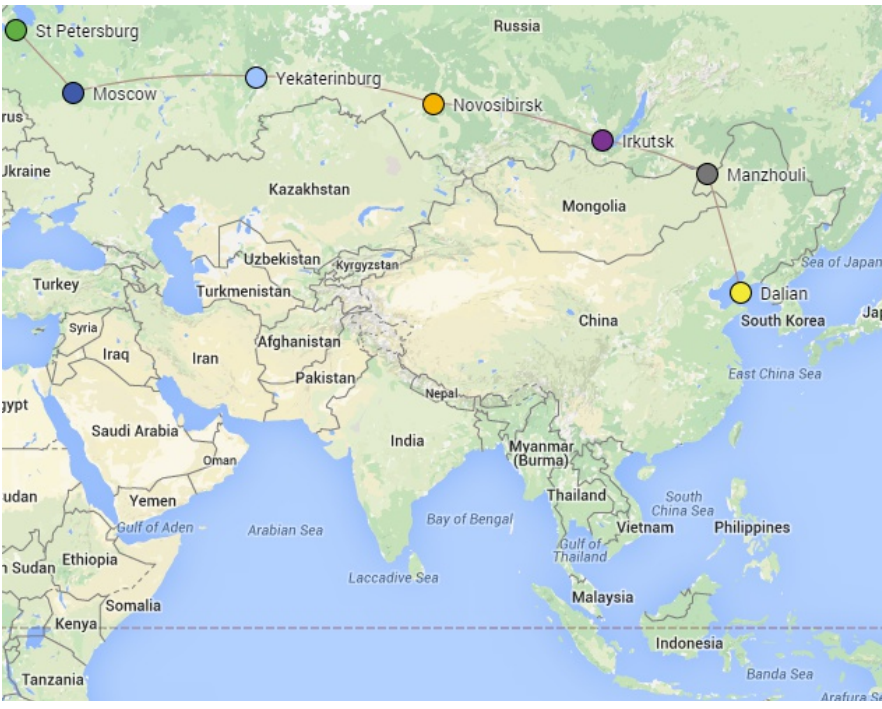 Russia
St Petersburg
Yekaterinburg
Moscow
Novosibirsk
rus
Irkutsk
Ukraine
Manzhouli
Kazakhstan
Mongolia
Uzbekistan
Kyrgyzstan
Sea of Japan
Turkey
Turkmenistan
Dalian
South Korea
Jap
China
Syria
Afghanistan
Iraq
Iran
East China Sea
Pakistan
Nepal
gypt
Saudi Arabia
India
Myanmar
(Burma)
Oman
udan
Yemen
Thailand
South
China Sea
Gulf of Aden
Arabian Sea
Bay of Bengal
Vietnam
Philippines
Gulf of
Thailand
Ethiopia
n Sudan
Laccadive Sea
Somalia
Malaysia
Kenya
Indonesia
Tanzania
Banda Sea
Arafura Se